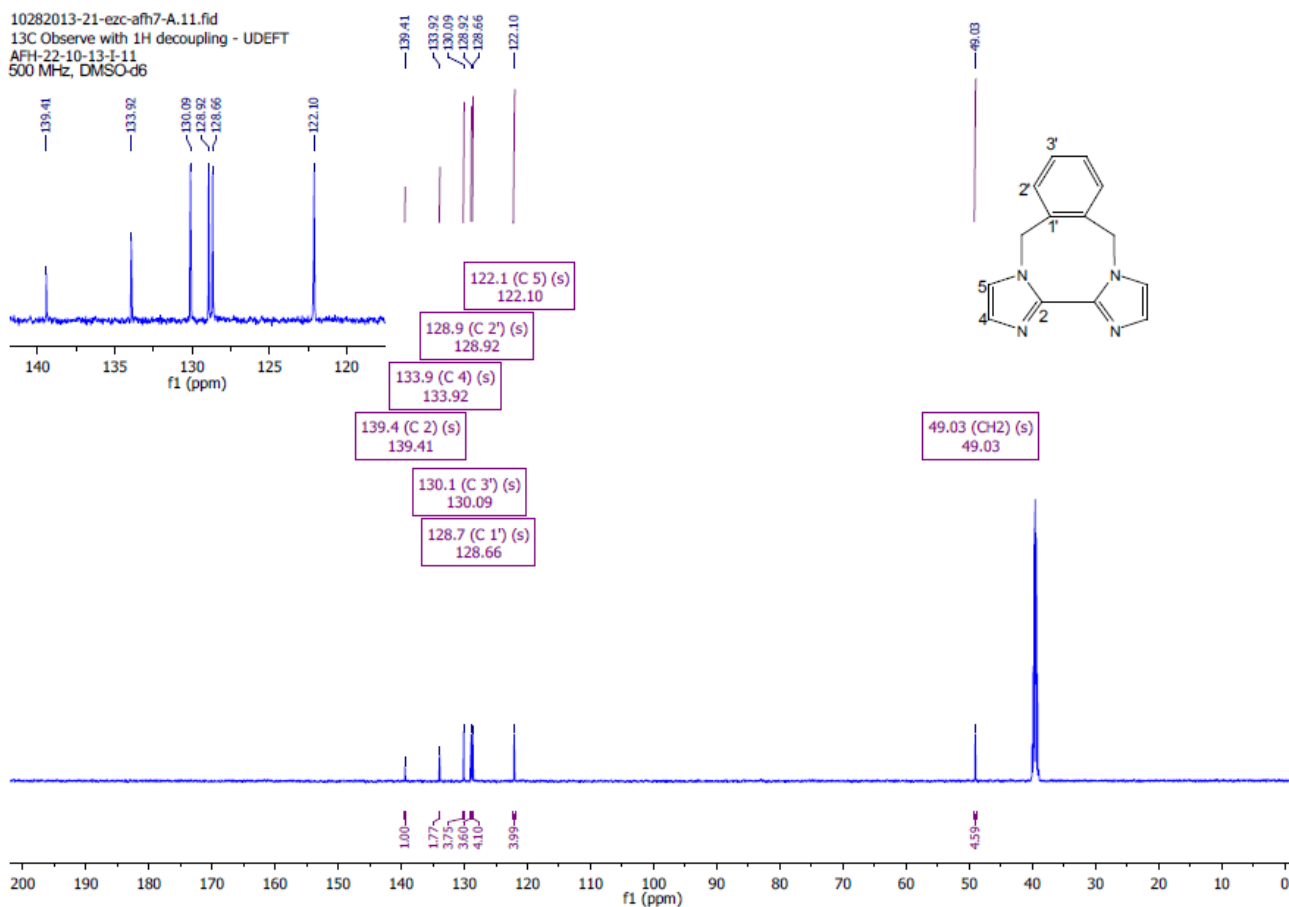 10282013-21-ezc-afh7-A.11.fid
13C Observe with 1H decoupling - UDEFT
AFH-22-10-13-I-11
500 MHz, DMSO-d6
139.41
133.92
130.09
128.92
128.66
122.10
49.03
139.41
133.92
130.09
128.92
128.66
122.10
140 135 130 125 120
f1 (ppm)
3'
2'
1'
N N
5
4 2
N N
122.1 (C 5) (s)
122.10
128.9 (C 2') (s)
128.92
133.9 (C 4) (s)
133.92
139.4 (C 2) (s)
139.41
130.1 (C 3') (s)
130.09
128.7 (C 1') (s)
128.66
49.03 (CH2) (s)
49.03
1.00
1.77
3.75
3.60
4.10
3.99
4.59
200 190 180 170 160 150 140 130 120 110 100 90 80 70 60 50 40 30 20 10 0
f1 (ppm)